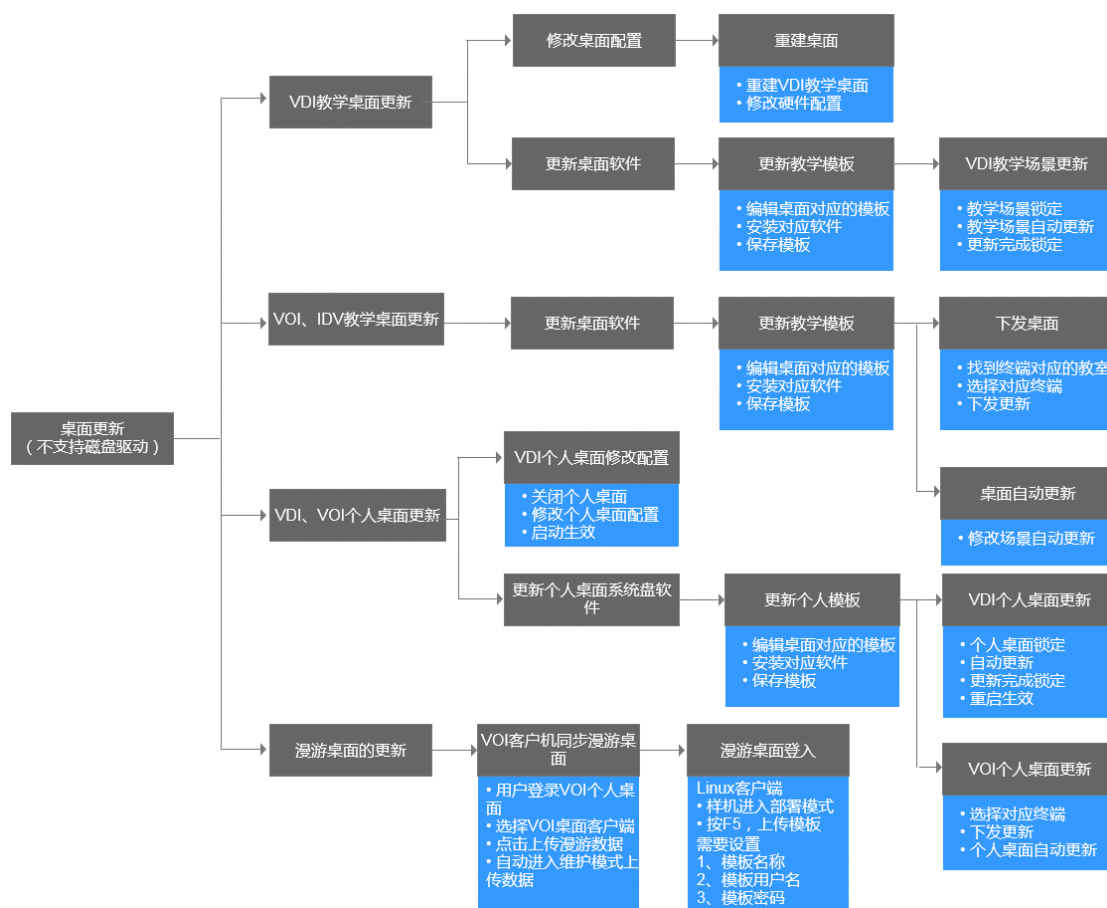 修改桌面配置
重建桌面
• 重建VDI教学桌面
• 修改硬件配置
VDI教学桌面更新
更新桌面软件
更新教学模板
• 编辑桌面对应的模板
• 安装对应软件
• 保存模板
VDI教学场景更新
• 教学场景锁定
• 教学场景自动更新
• 更新完成锁定
VOI、IDV教学桌面更新
更新桌面软件
更新教学模板
• 编辑桌面对应的模板
• 安装对应软件
• 保存模板
下发桌面
• 找到终端对应的教室
• 选择对应终端
• 下发更新
桌面自动更新
• 修改场景自动更新
桌面更新
（不支持磁盘驱动）
VDI、VOI个人桌面更新
VDI个人桌面修改配置
• 关闭个人桌面
• 修改个人桌面配置
• 启动生效
更新个人桌面系统盘软
件
更新个人模板
• 编辑桌面对应的模板
• 安装对应软件
• 保存模板
VDI个人桌面更新
• 个人桌面锁定
• 自动更新
• 更新完成锁定
• 重启生效
VOI个人桌面更新
• 选择对应终端
• 下发更新
• 个人桌面自动更新
漫游桌面的更新
VOI客户机同步漫游桌
面
• 用户登录VOI个人桌
面
• 选择VOI桌面客户端
• 点击上传漫游数据
• 自动进入维护模式上
传数据
漫游桌面登入
Linux客户端
• 样机进入部署模式
• 按F5，上传模板
需要设置
1、模板名称
2、模板用户名
3、模板密码